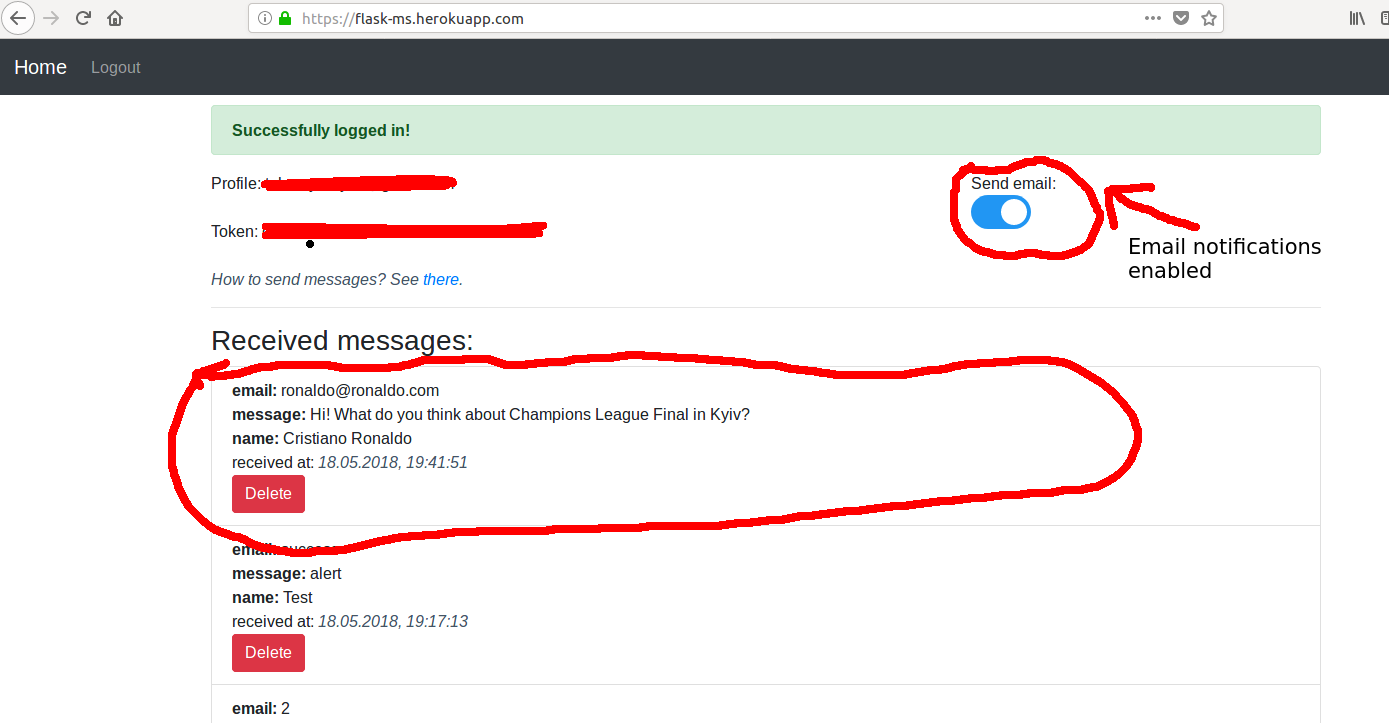 https://flask-ms.herokuapp.com
Home Logout
Successfully logged in!
Profile:
Send email:
Token:
Email notifications
enabled
How to send messages? See there.
Received messages:
email: ronaldo@ronaldo.com
message: Hi! What do you think about Champions League Final in Kyiv?
name: Cristiano Ronaldo
received at: 18.05.2018, 19:41:51
Delete
email:
message: alert
name: Test
received at: 18.05.2018, 19:17:13
Delete
email: 2